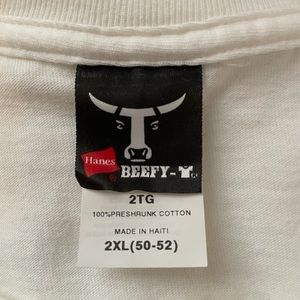 Hanes
BEEFY-T
2TG
100%PRESHRUNK COTTON
MADE IN HAITI
2XL(50-52)